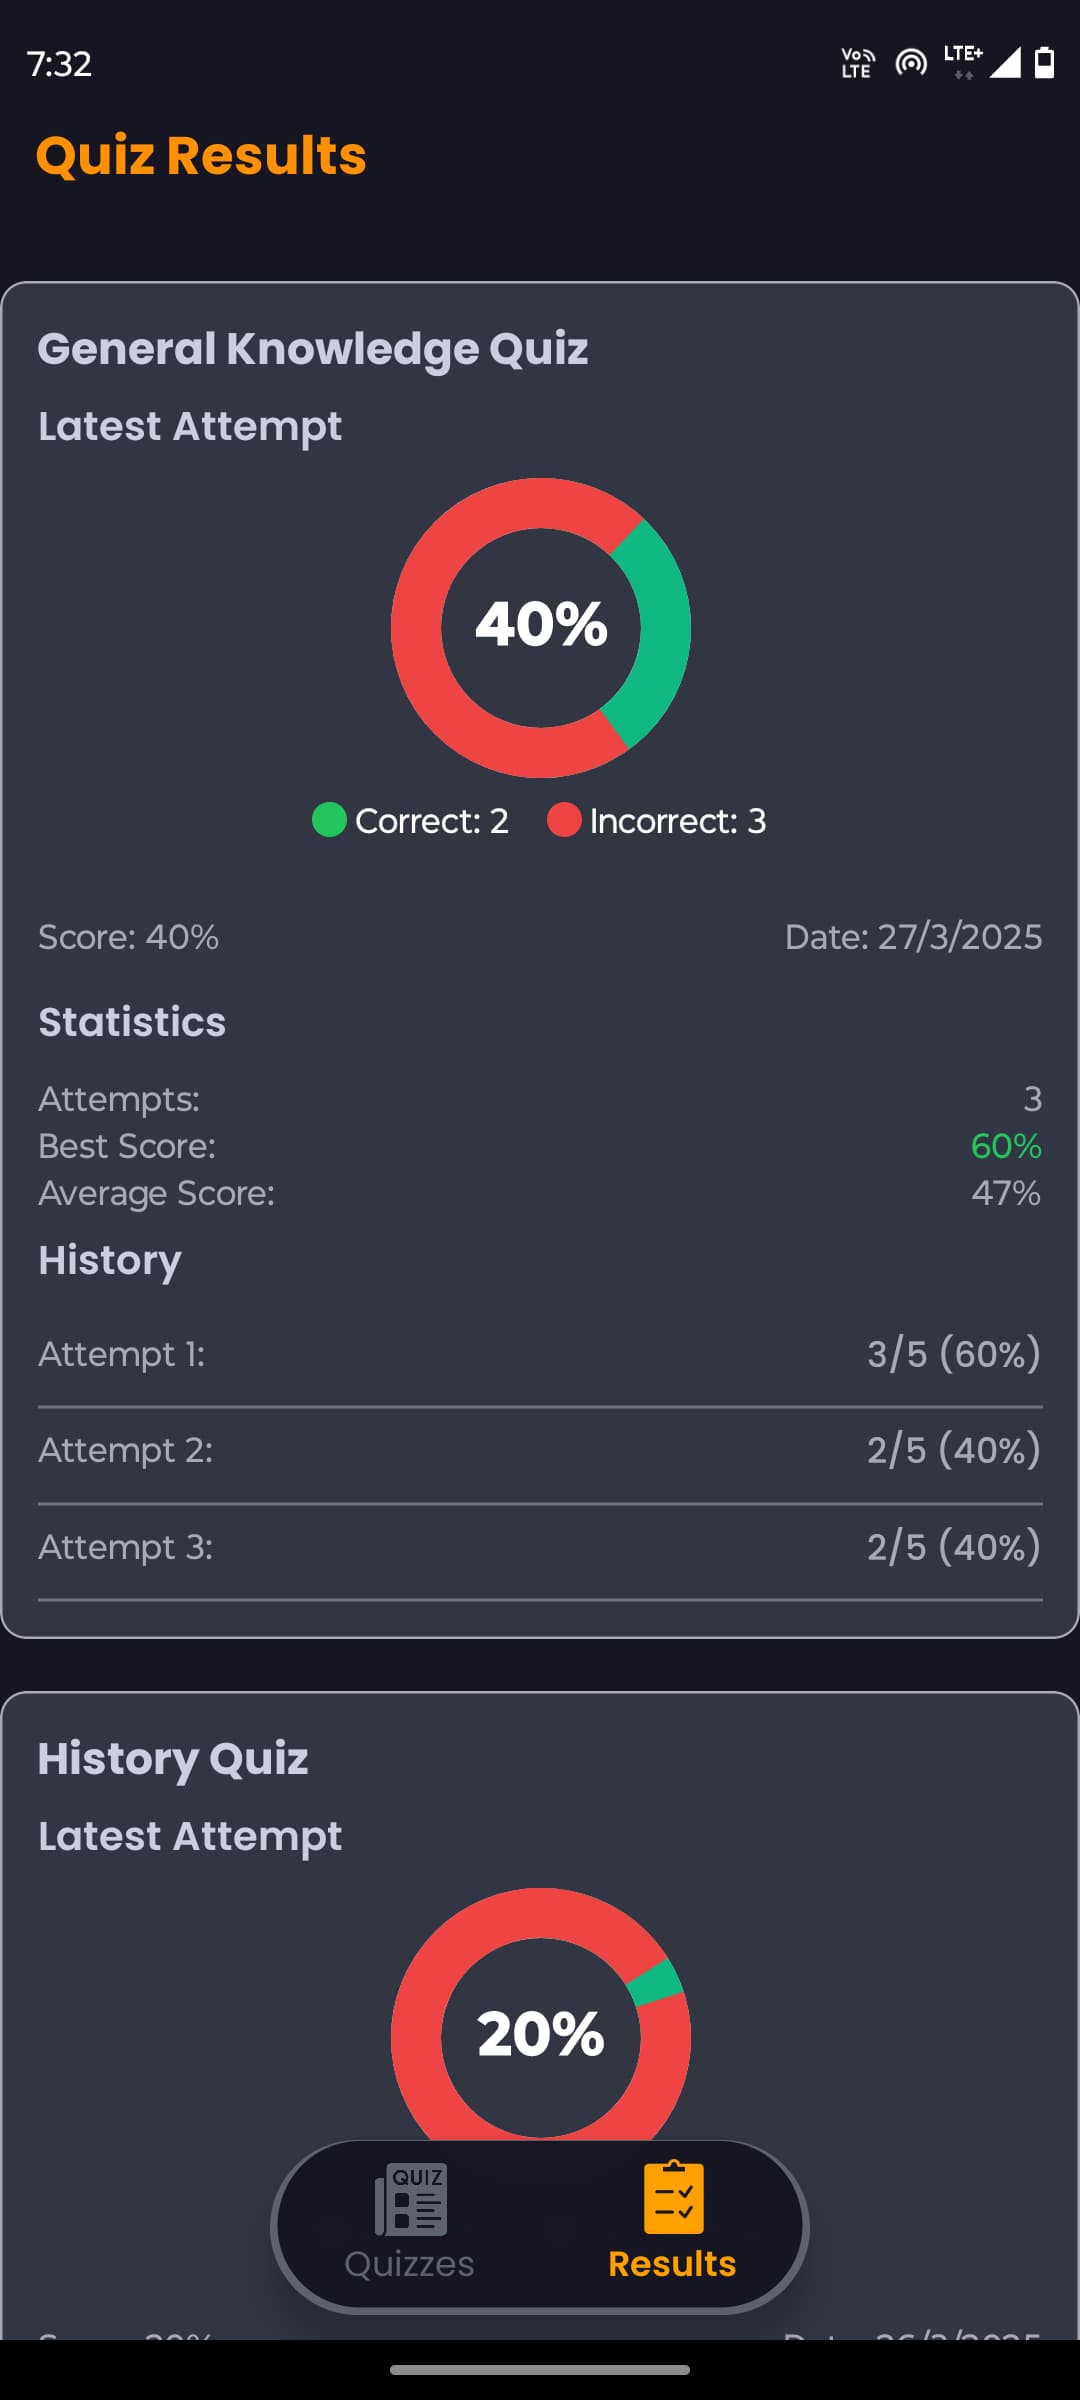 7:32
Vo LTE
LTE+
Quiz Results
General Knowledge Quiz
Latest Attempt
40%
Correct: 2 Incorrect: 3
Score: 40% Date: 27/3/2025
Statistics
Attempts: 3
Best Score: 60%
Average Score: 47%
History
Attempt 1: 3/5 (60%)
Attempt 2: 2/5 (40%)
Attempt 3: 2/5 (40%)
History Quiz
Latest Attempt
20%
QUIZ
Quizzes Results